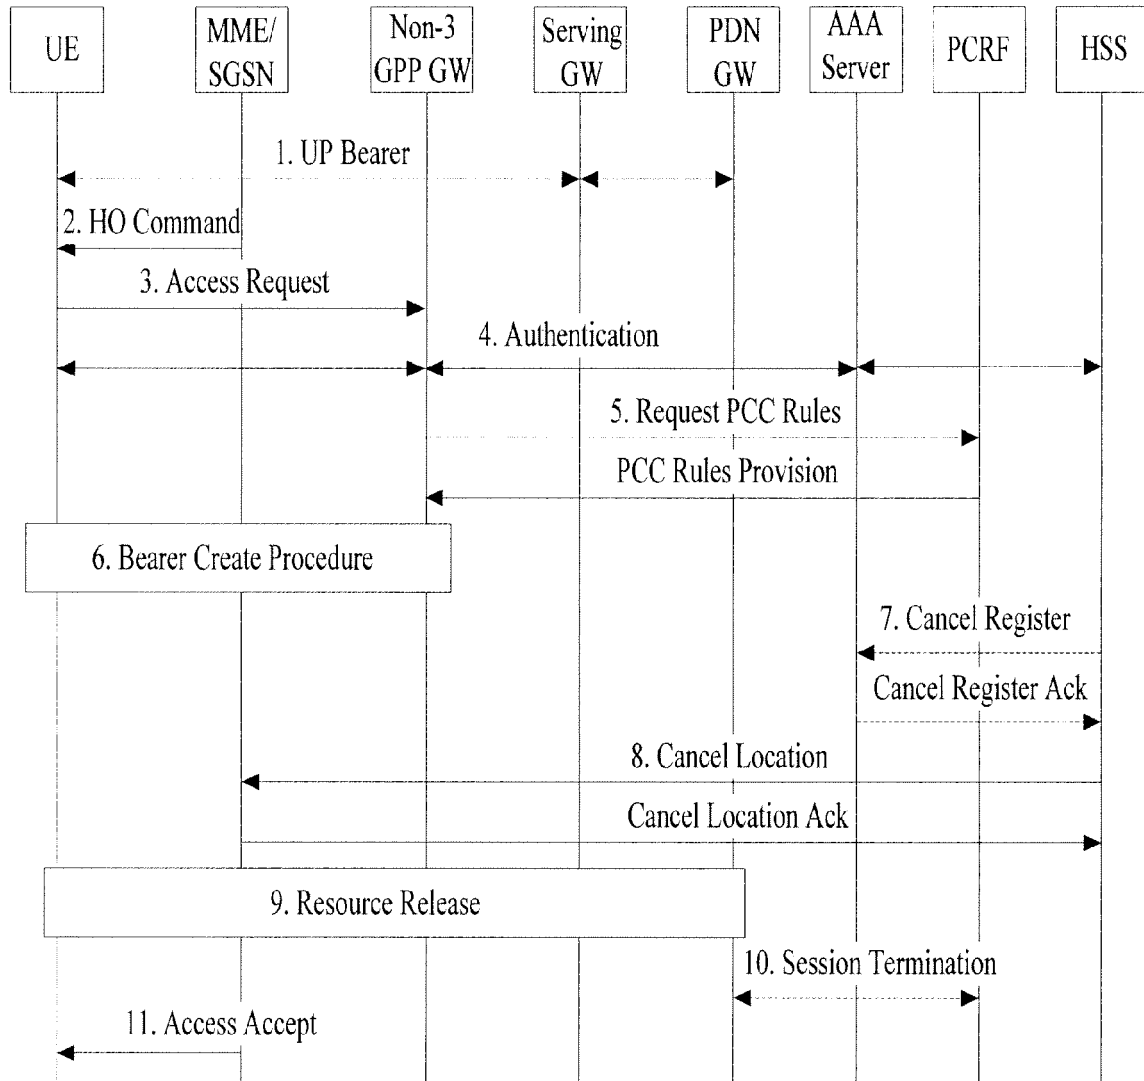 UE
MME/
SGSN
Non-3
GPP GW
Serving
GW
PDN
GW
AAA
Server
PCRF
HSS
1. UP Bearer
2. HO Command
3. Access Request
4. Authentication
5. Request PCC Rules
PCC Rules Provision
6. Bearer Create Procedure
7. Cancel Register
Cancel Register Ack
8. Cancel Location
Cancel Location Ack
9. Resource Release
10. Session Termination
11. Access Accept